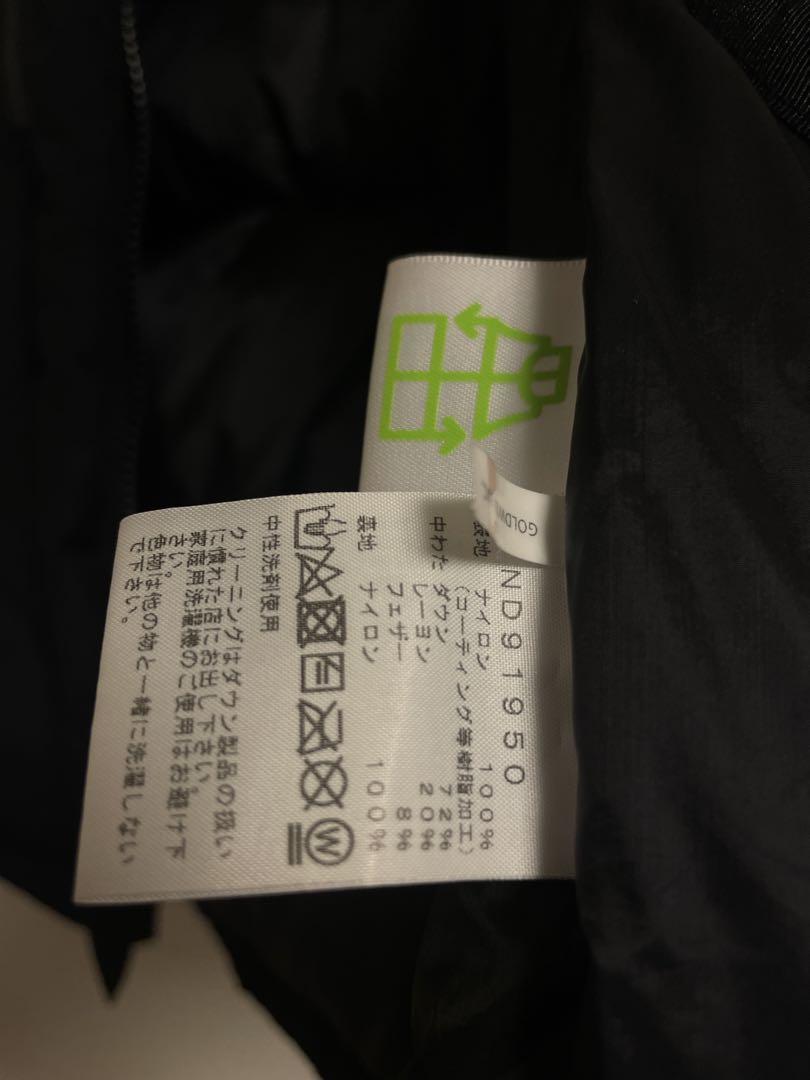 GOLDW
ND91950
表地 ナイロン 100%
(コーティング等樹脂加工)
中わた ダウン 72%
レーヨン 20%
フェザー 8%
裏地 ナイロン 100%
W
中性洗剤使用
クリーニングはダウン製品の扱い
に慣れた店にお出し下さい。
家庭用洗濯機のご使用はお避け下
さい。
色物は他の物と一緒に洗濯しない
で下さい。